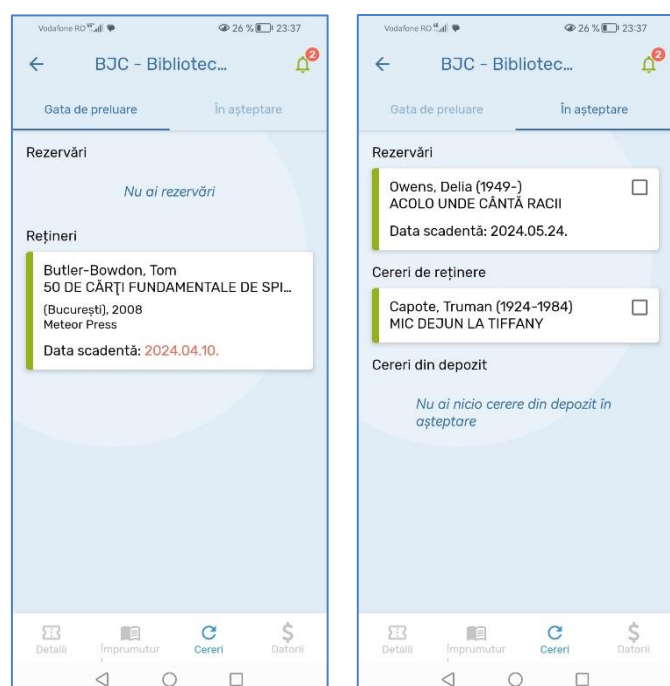 Vodafone RO
26 %
23:37
BJC - Bibliotec...
2
Gata de preluare
În așteptare
Rezervări
Nu ai rezervări
Rețineri
Butler-Bowdon, Tom
50 DE CĂRŢI FUNDAMENTALE DE SPI...
(București), 2008
Meteor Press
Data scadentă: 2024.04.10.
Detalii
Împrumutur
Cereri
Datorii
Vodafone RO
26 %
23:37
BJC - Bibliotec...
2
Gata de preluare
În așteptare
Rezervări
Owens, Delia (1949-)
ACOLO UNDE CÂNTĂ RACII
Data scadentă: 2024.05.24.
Cereri de reținere
Capote, Truman (1924-1984)
MIC DEJUN LA TIFFANY
Cereri din depozit
Nu ai nicio cerere din depozit în
așteptare
Detalii
Împrumutur
Cereri
Datorii